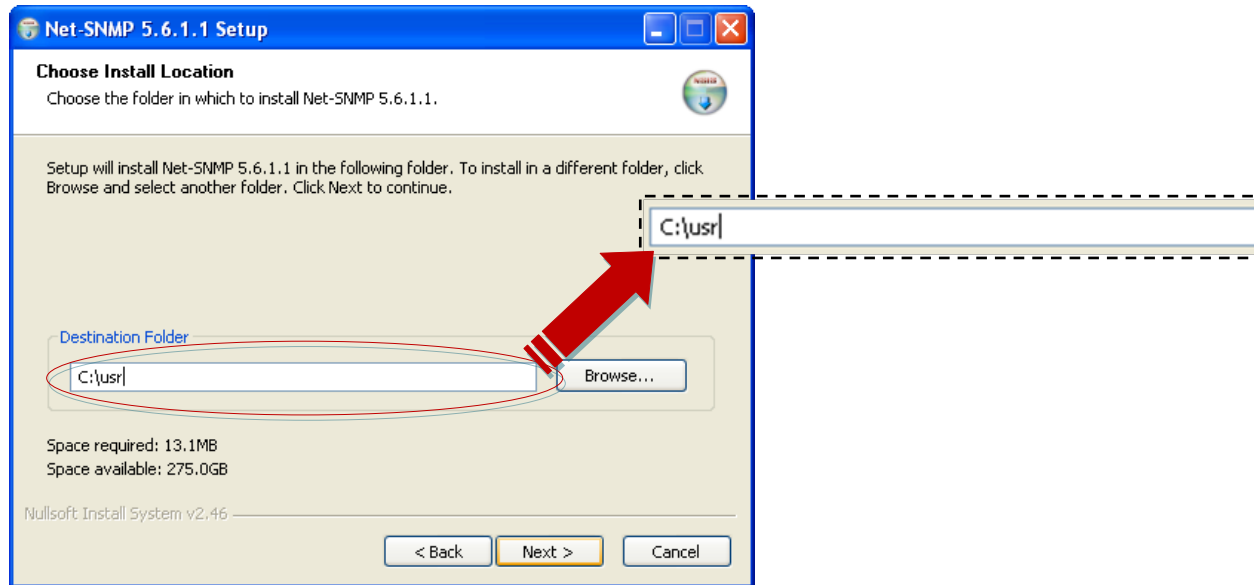 Net-SNMP 5.6.1.1 Setup
Choose Install Location
Choose the folder in which to install Net-SNMP 5.6.1.1.
Setup will install Net-SNMP 5.6.1.1 in the following folder. To install in a different folder, click
Browse and select another folder. Click Next to continue.
C:\usr
Destination Folder
C:\usr
Browse...
Space required: 13.1MB
Space available: 275.0GB
Nullsoft Install System v2.46
< Back
Next >
Cancel